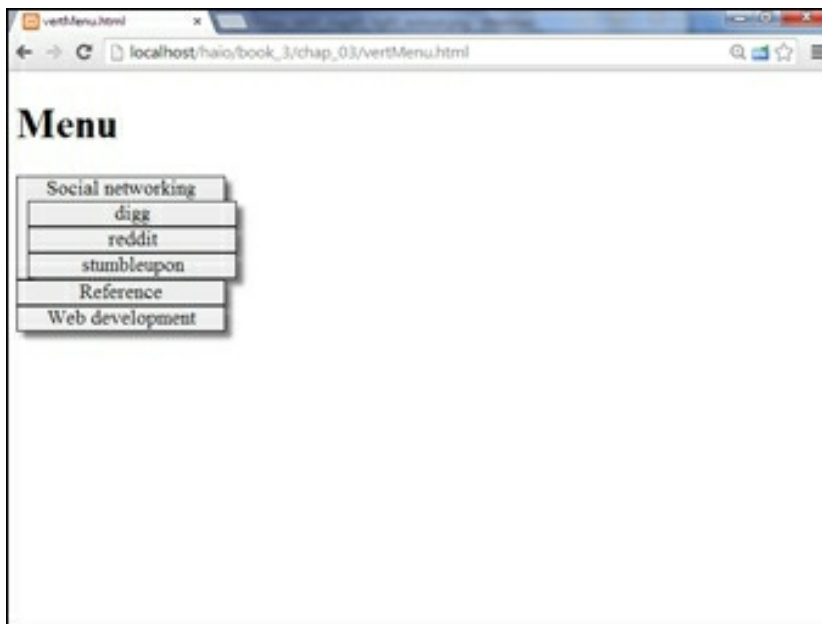 vertMenu.html
localhost/haio/book_3/chap_03/vertMenu.html
Menu
Social networking
digg
reddit
stumbleupon
Reference
Web development